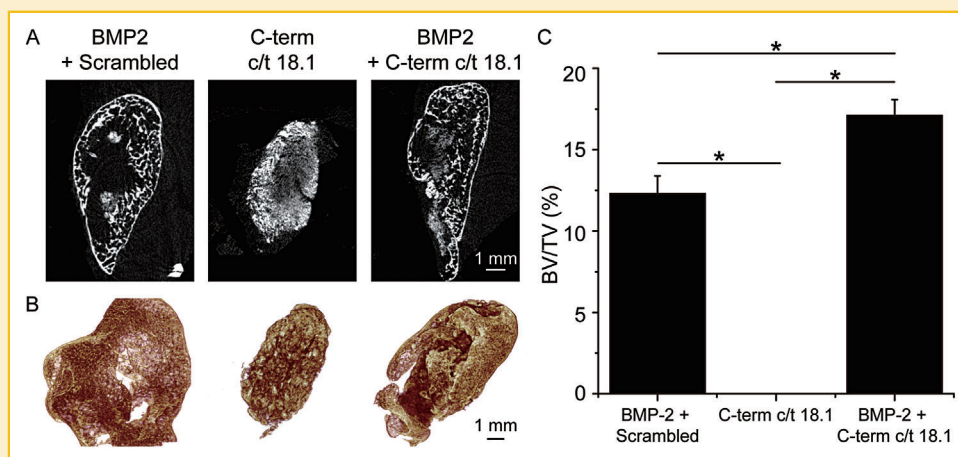 A
BMP2
+ Scrambled
C-term
c/t 18.1
BMP2
+ C-term c/t 18.1
1 mm
B
1 mm
C
*
*
*
BV/TV (%)
20
15
10
5
0
BMP-2 +
Scrambled
C-term c/t 18.1
BMP-2 +
C-term c/t 18.1